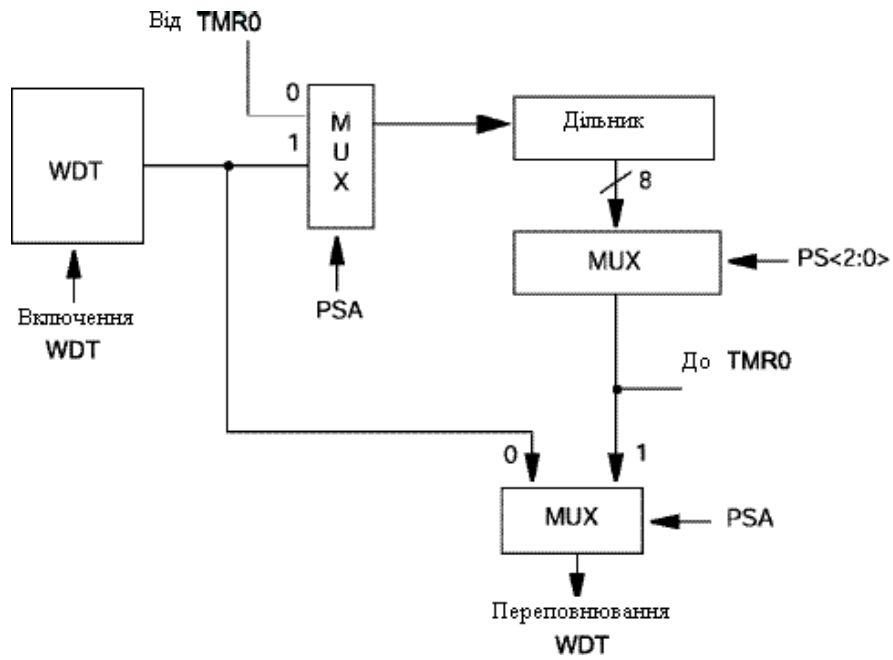 Від TMR0
0
1
MUX
WDT
Дільник
8
MUX
PS<2:0>
PSA
Включення
WDT
До TMR0
0
1
MUX
PSA
Переповнювання
WDT